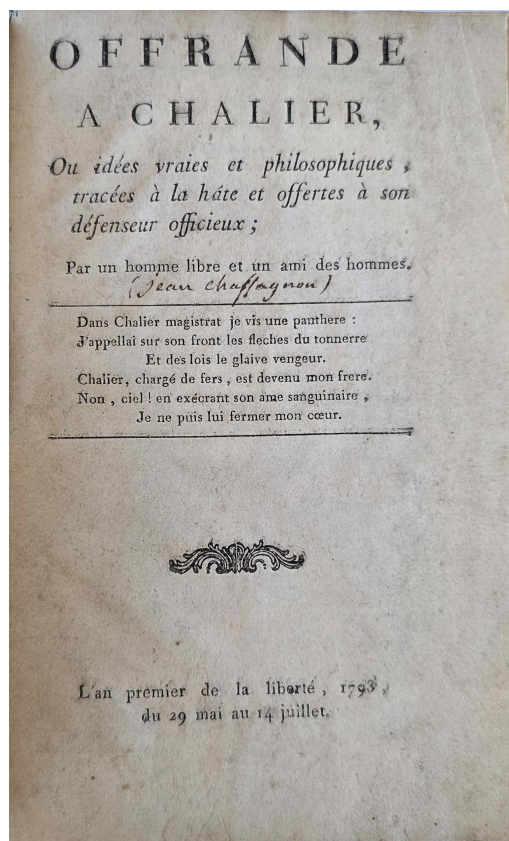 OFFRANDE
A CHALIER,
Ou idées vraies et philosophiques,
tracées à la hâte et offertes à son
défenseur officieux ;
Par un homme libre et un ami des hommes.
(Jean Chassagnon)
Dans Chalier magistrat je vis une panthere :
J'appellai sur son front les fleches du tonnerre
Et des lois le glaive vengeur.
Chalier, chargé de fers, est devenu mon frere.
Non, ciel ! en exécrant son ame sanguinaire,
Je ne puis lui fermer mon cœur.
L'an premier de la liberté, 1793,
du 29 mai au 14 juillet.